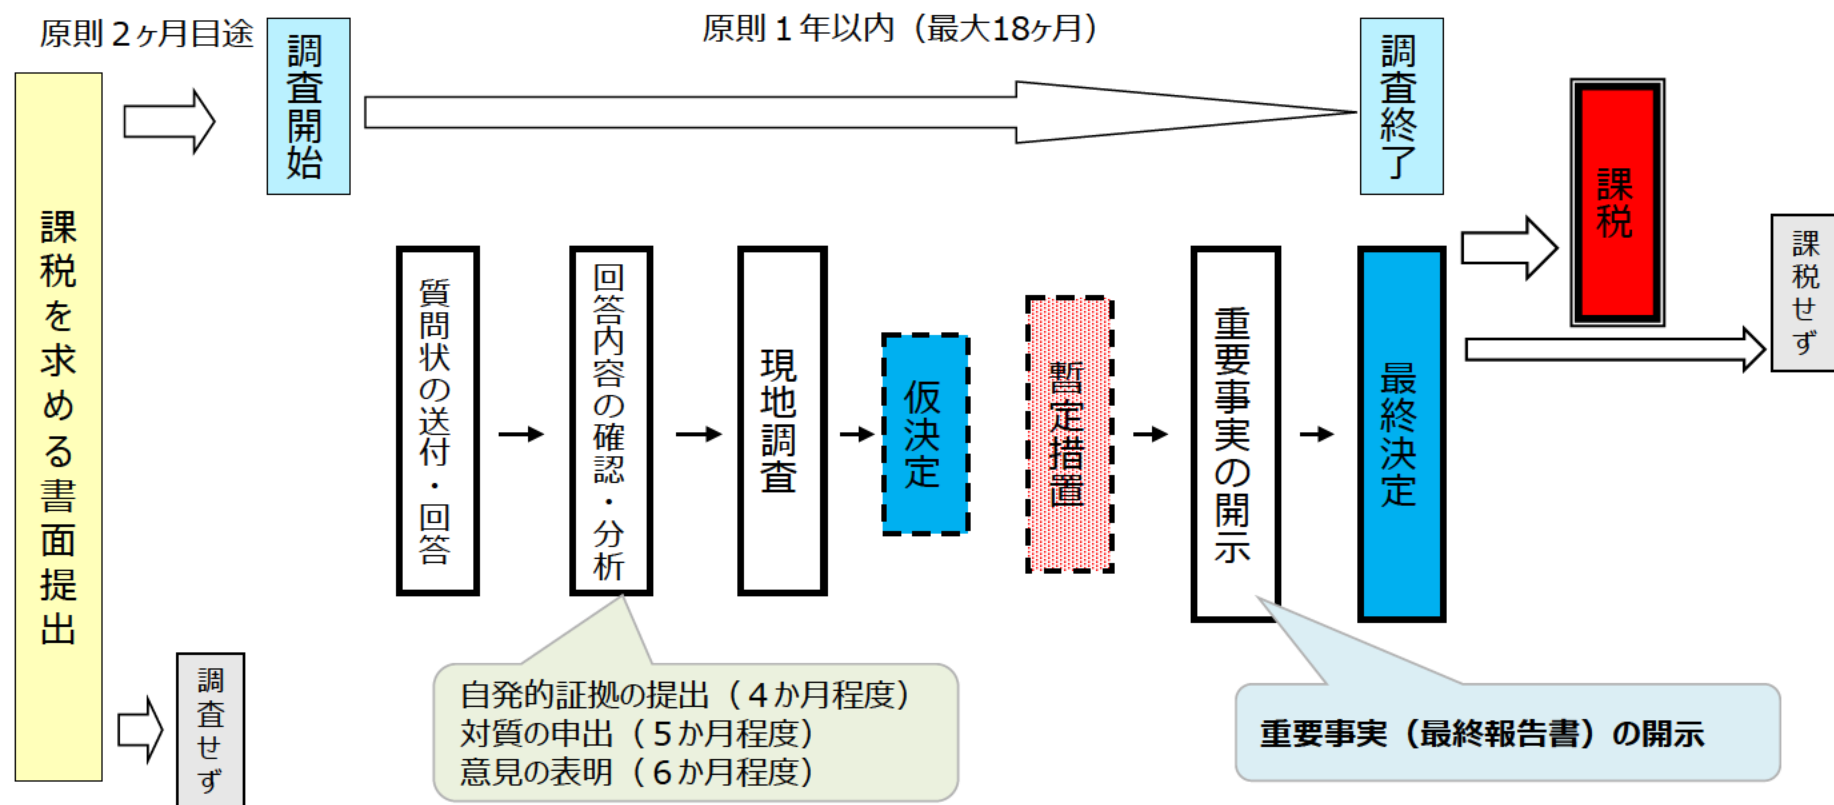 原則２ヶ月目途
原則１年以内（最大18ヶ月）
課税を求める書面提出
調査開始
調査終了
調査せず
質問状の送付・回答
回答内容の確認・分析
現地調査
仮決定
暫定措置
重要事実の開示
最終決定
課税
課税せず
自発的証拠の提出（４か月程度）
対質の申出（５か月程度）
意見の表明（６か月程度）
重要事実（最終報告書）の開示